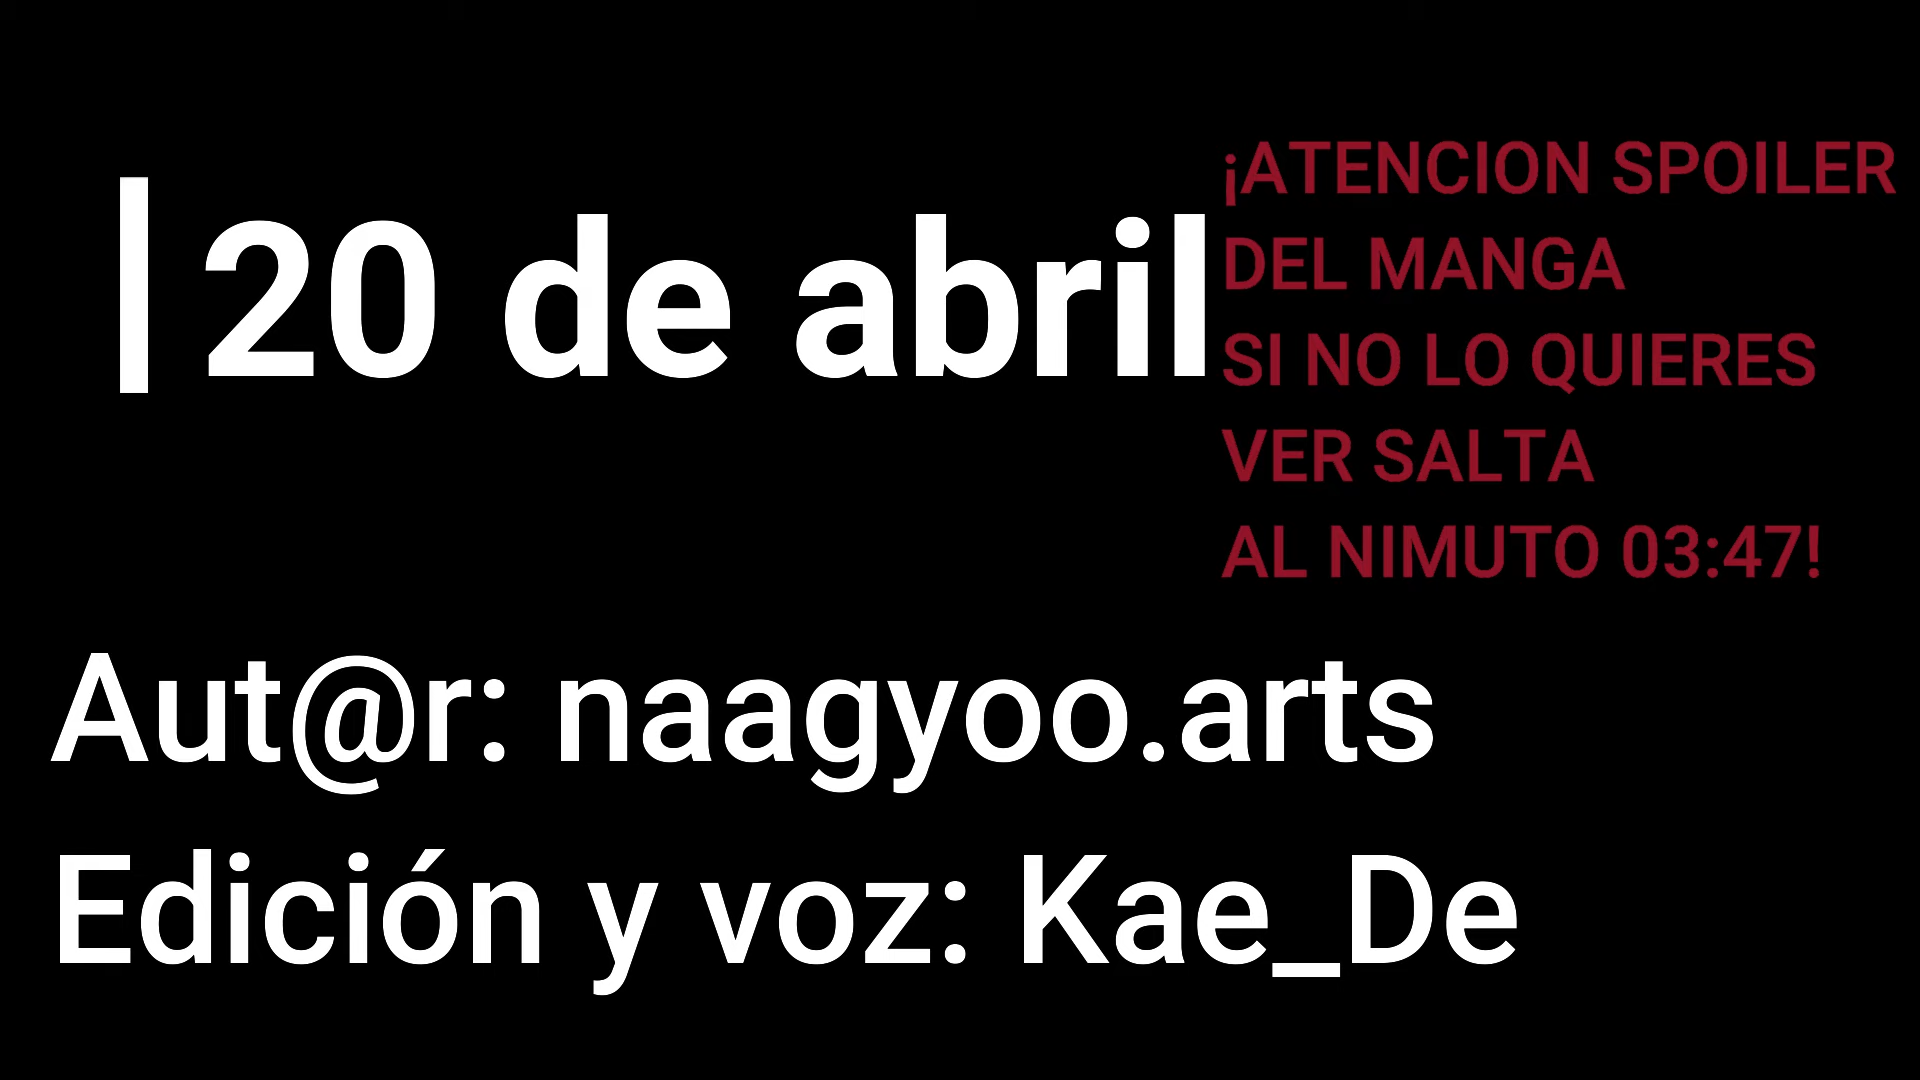 20 de abril
¡ATENCION SPOILER
DEL MANGA
SI NO LO QUIERES
VER SALTA
AL NIMUTO 03:47!
Aut@r: naagyoo.arts
Edición y voz: Kae_De